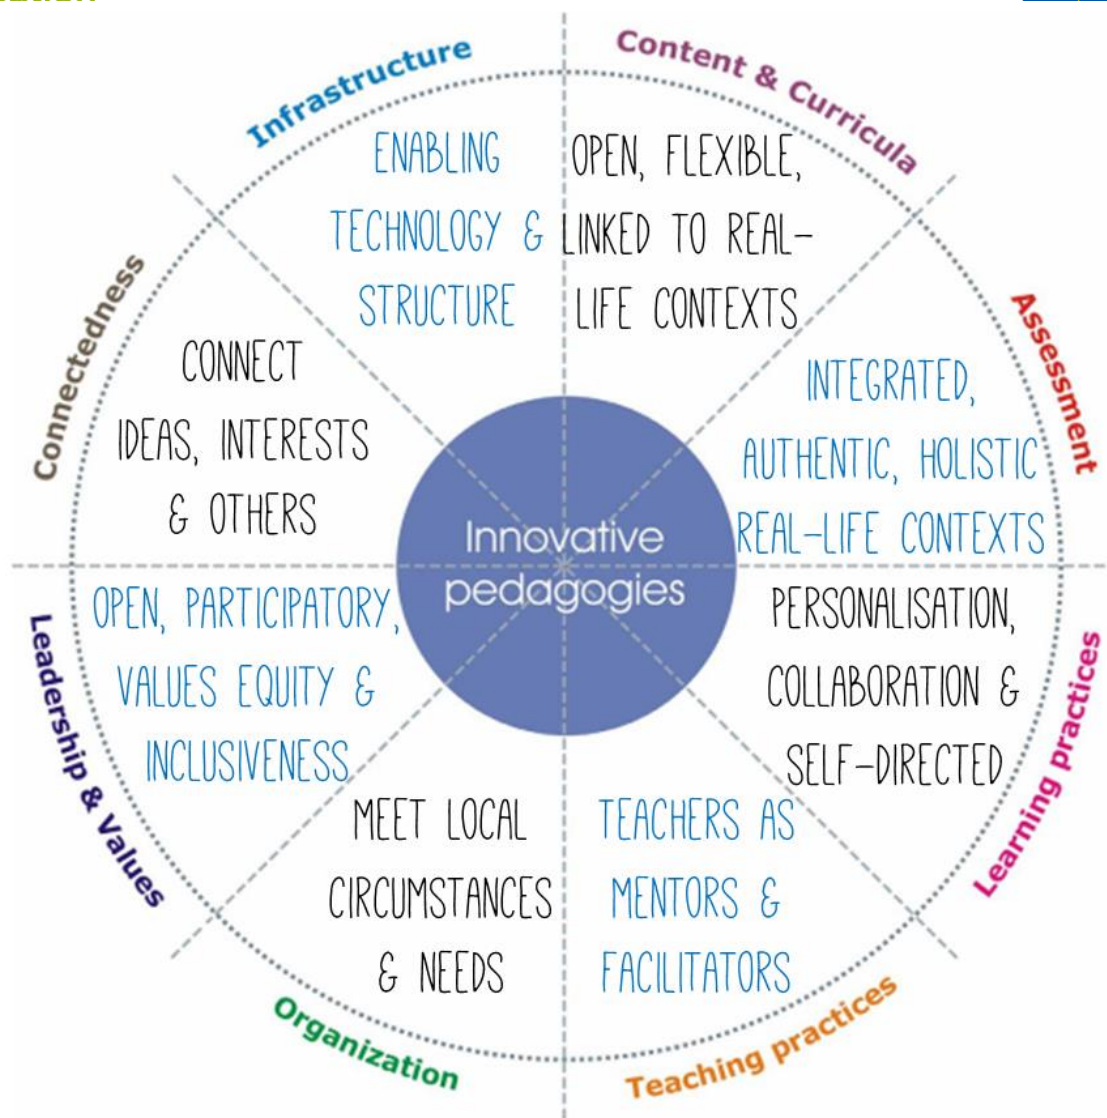 Infrastructure
ENABLING
TECHNOLOGY &
STRUCTURE
Content & Curricula
OPEN, FLEXIBLE,
LINKED TO REAL-
LIFE CONTEXTS
Assessment
INTEGRATED,
AUTHENTIC, HOLISTIC
REAL-LIFE CONTEXTS
Learning practices
PERSONALISATION,
COLLABORATION &
SELF-DIRECTED
Teaching practices
TEACHERS AS
MENTORS &
FACILITATORS
Organization
MEET LOCAL
CIRCUMSTANCES
& NEEDS
Leadership & Values
OPEN, PARTICIPATORY,
VALUES EQUITY &
INCLUSIVENESS
Connectedness
CONNECT
IDEAS, INTERESTS
& OTHERS
Innovative
pedagogies